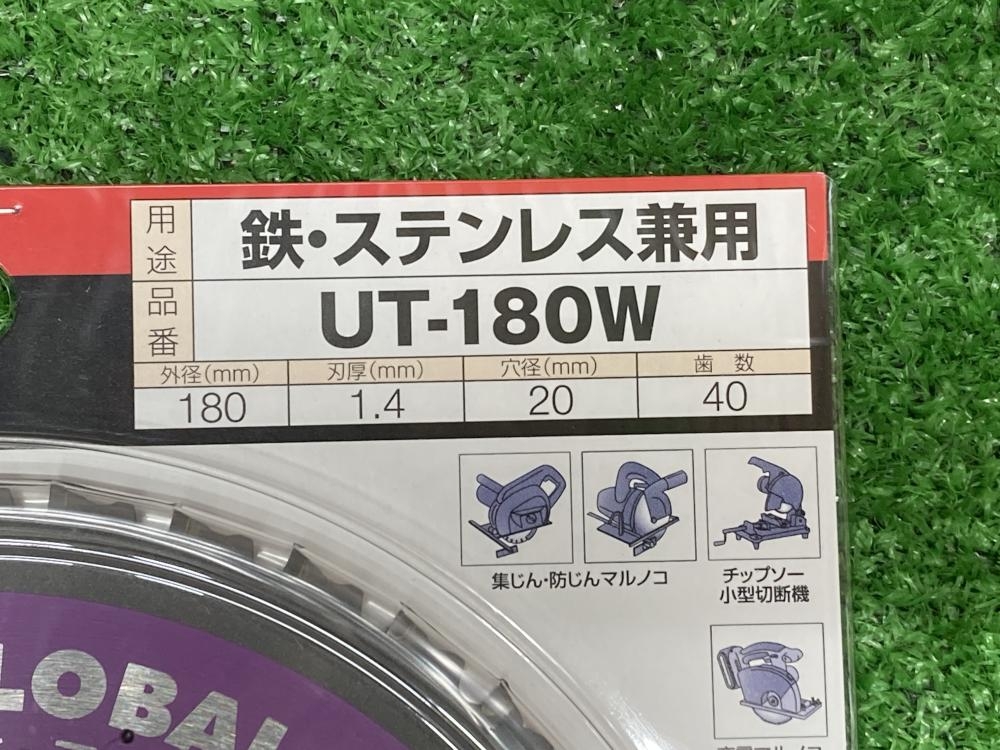 用途 鉄・ステンレス兼用
品番 UT-180W
外径(mm) 刃厚(mm) 穴径(mm) 歯数
180 1.4 20 40
集じん・防じんマルノコ
チップソー
小型切断機
LOBAL